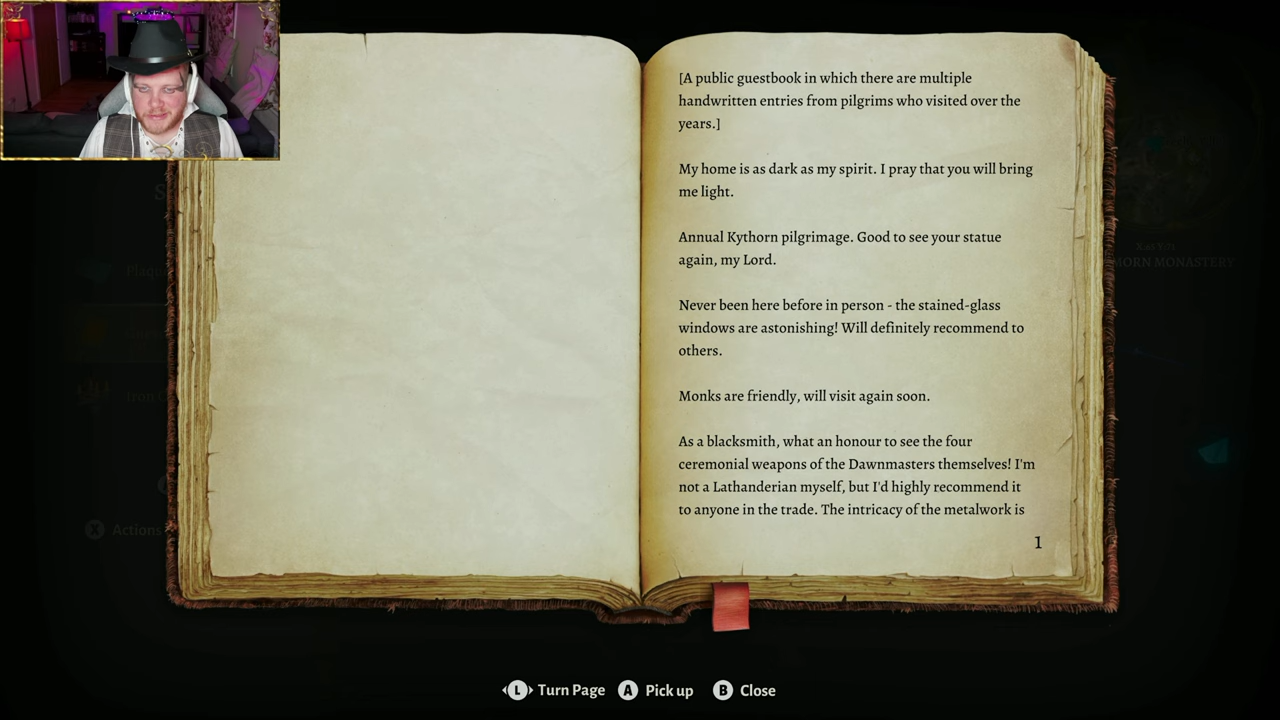 [A public guestbook in which there are multiple
handwritten entries from pilgrims who visited over the
years.]
My home is as dark as my spirit. I pray that you will bring
me light.
Annual Kythorn pilgrimage. Good to see your statue
again, my Lord.
Never been here before in person - the stained-glass
windows are astonishing! Will definitely recommend to
others.
Monks are friendly, will visit again soon.
As a blacksmith, what an honour to see the four
ceremonial weapons of the Dawnmasters themselves! I'm
not a Lathanderian myself, but I'd highly recommend it
to anyone in the trade. The intricacy of the metalwork is
1
MONASTERY
X Actions
L Turn Page A Pick up B Close